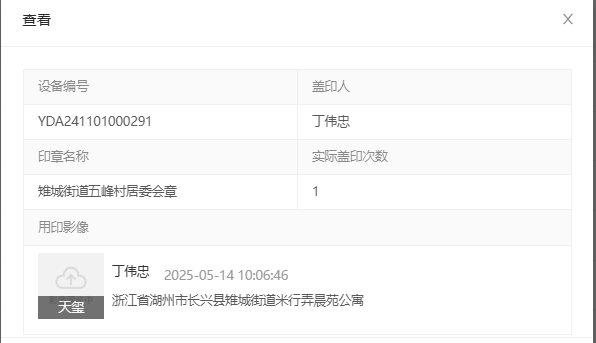 查看
X
设备编号 盖印人
YDA241101000291 丁伟忠
印章名称 实际盖印次数
雉城街道五峰村居委会章 1
用印影像
丁伟忠 2025-05-14 10:06:46
天玺 浙江省湖州市长兴县雉城街道米行弄晨苑公寓